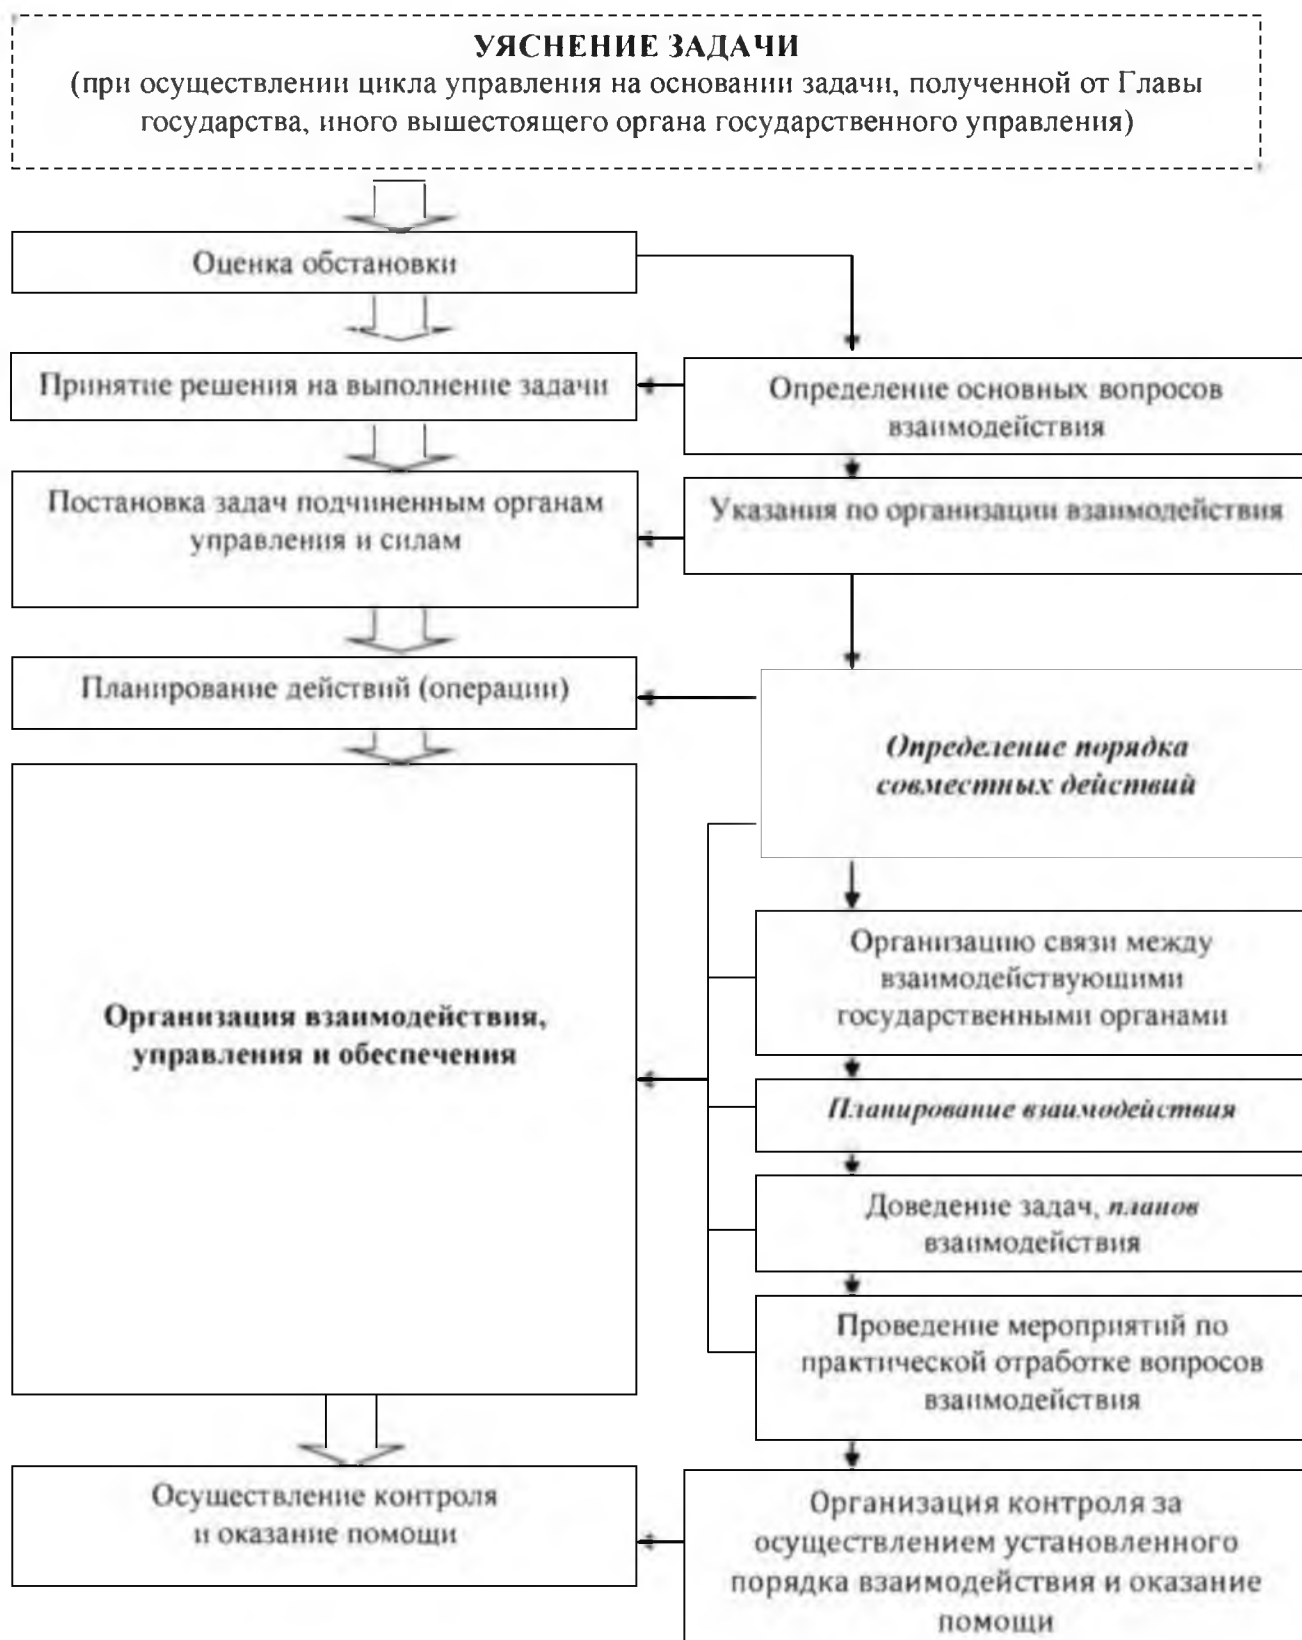 УЯСНЕНИЕ ЗАДАЧИ
(при осуществлении цикла управления на основании задачи, полученной от Главы
государства, иного вышестоящего органа государственного управления)
Оценка обстановки
Принятие решения на выполнение задачи
Определение основных вопросов
взаимодействия
Постановка задач подчиненным органам
управления и силам
Указания по организации взаимодействия
Планирование действий (операции)
Определение порядка
совместных действий
Организация взаимодействия,
управления и обеспечения
Организацию связи между
взаимодействующими
государственными органами
Планирование взаимодействия
Доведение задач, планов
взаимодействия
Проведение мероприятий по
практической отработке вопросов
взаимодействия
Осуществление контроля
и оказание помощи
Организация контроля за
осуществлением установленного
порядка взаимодействия и оказание
помощи